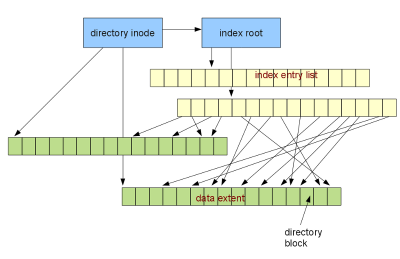 directory inode
index root
index entry list
data extent
directory
block